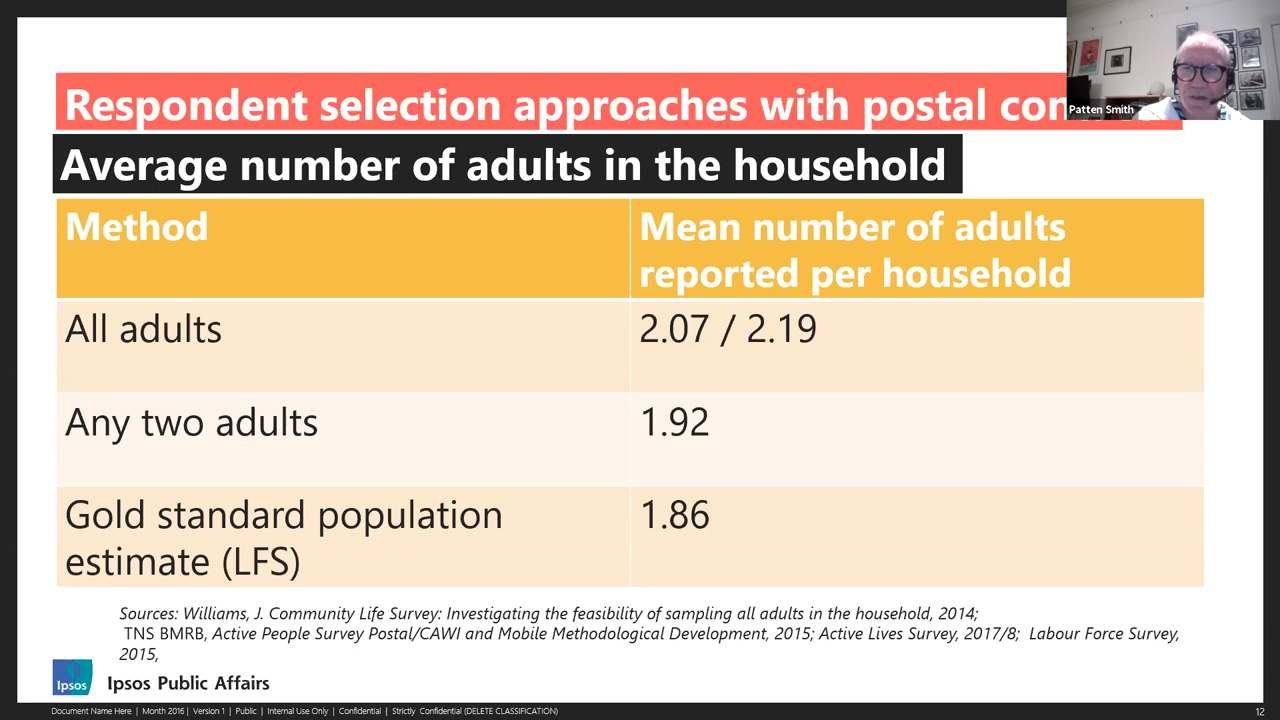 Respondent selection approaches with postal
Patten Smith
Average number of adults in the household
Method
Mean number of adults
reported per household
All adults
2.07 / 2.19
Any two adults
1.92
Gold standard population
estimate (LFS)
1.86
Sources: Williams, J. Community Life Survey: Investigating the feasibility of sampling all adults in the household, 2014;
TNS BMRB, Active People Survey Postal/CAWI and Mobile Methodological Development, 2015; Active Lives Survey, 2017/8; Labour Force Survey,
2015,
Ipsos
Ipsos Public Affairs
Document Name Here | Month 2016 | Version 1 | Public | Internal Use Only | Confidential | Strictly Confidential (DELETE CLASSIFICATION)
12